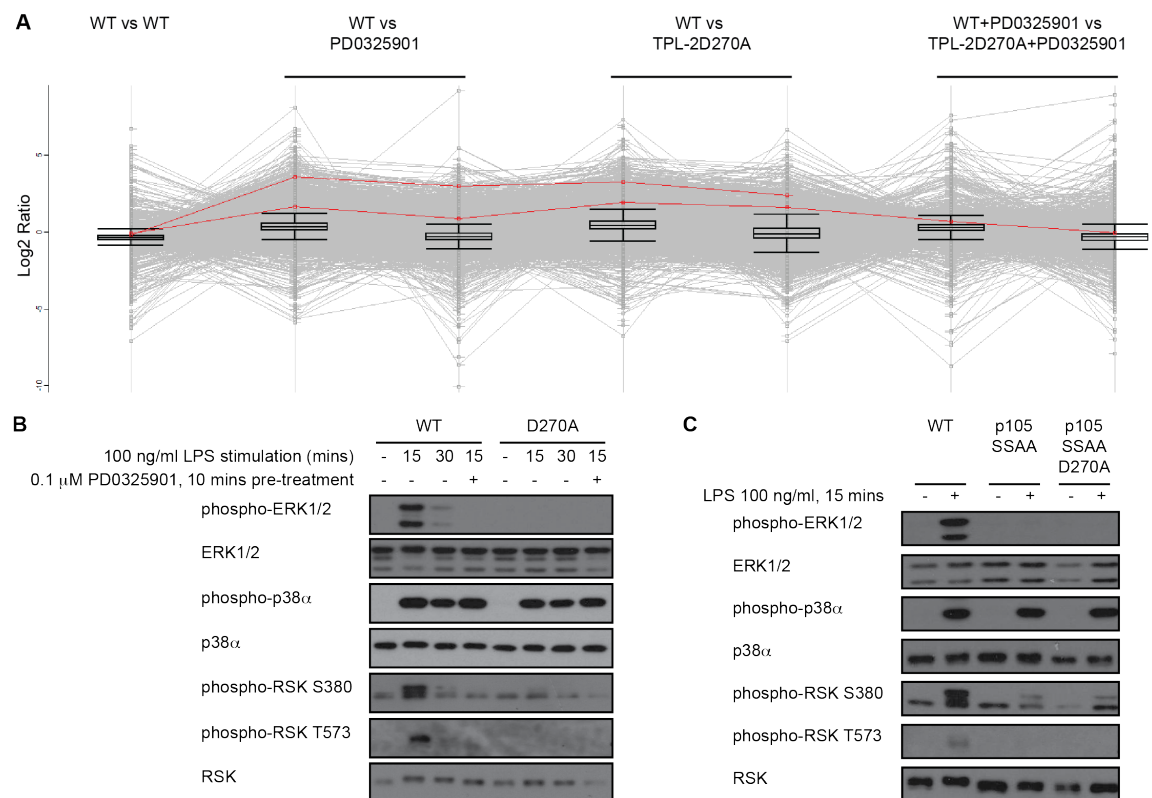 A
WT vs WT
WT vs
PD0325901
WT vs
TPL-2D270A
WT+PD0325901 vs
TPL-2D270A+PD0325901
Log2 Ratio
5
0
-5
-10
B
WT
D270A
100 ng/ml LPS stimulation (mins)
- 15 30 15 - 15 30 15
0.1 μM PD0325901, 10 mins pre-treatment
- - - + - - - +
phospho-ERK1/2
ERK1/2
phospho-p38α
p38α
phospho-RSK S380
phospho-RSK T573
RSK
C
WT
p105
SSAA
p105
SSAA
D270A
LPS 100 ng/ml, 15 mins
- + - + - +
phospho-ERK1/2
ERK1/2
phospho-p38α
p38α
phospho-RSK S380
phospho-RSK T573
RSK